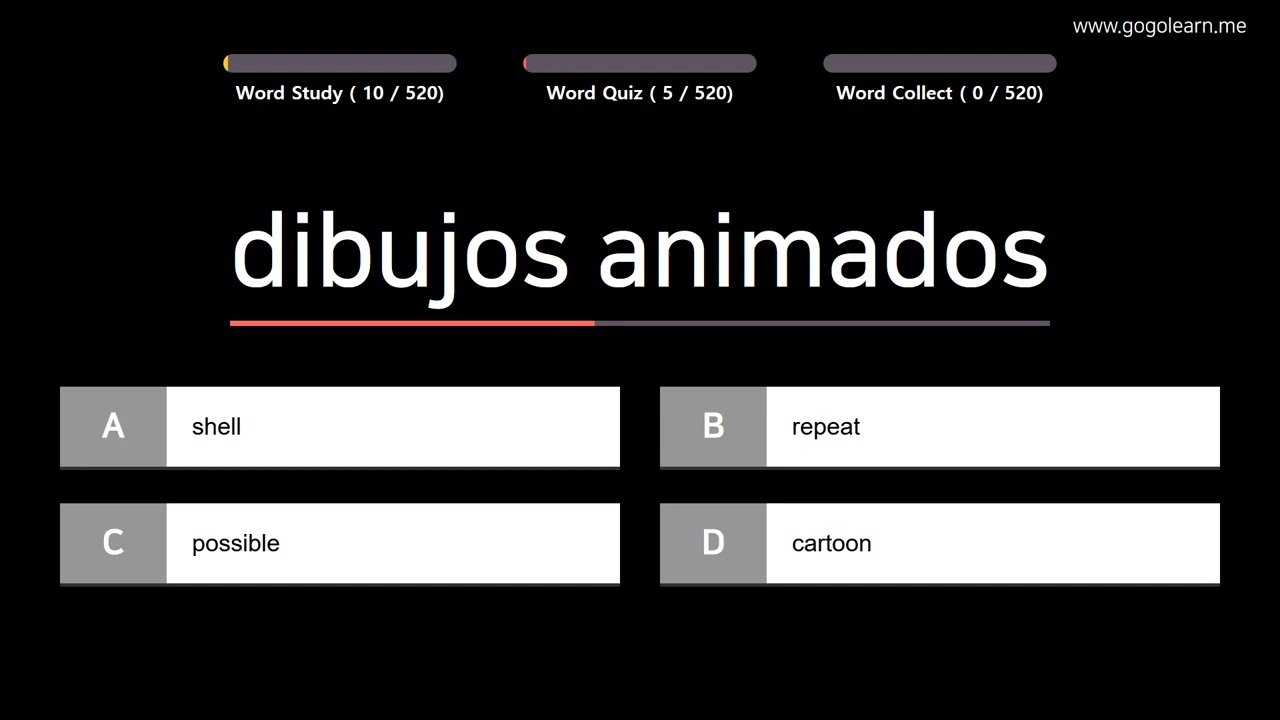 www.gogolearn.me
Word Study ( 10 / 520)
Word Quiz ( 5 / 520)
Word Collect ( 0 / 520)
dibujos animados
A shell
B repeat
C possible
D cartoon